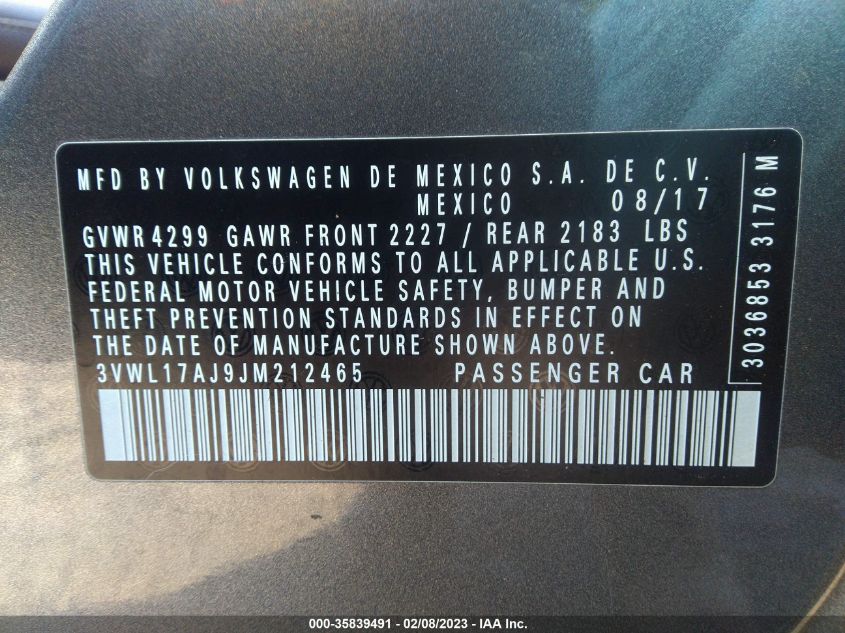 MFD BY VOLKSWAGEN DE MEXICO S.A. DE C.V.
MEXICO 08/17
GVWR 4299 GAWR FRONT 2227 / REAR 2183 LBS
THIS VEHICLE CONFORMS TO ALL APPLICABLE U.S.
FEDERAL MOTOR VEHICLE SAFETY, BUMPER AND
THEFT PREVENTION STANDARDS IN EFFECT ON
THE DATE OF MANUFACTURE SHOWN ABOVE.
3VWL17AJ9JM212465 PASSENGER CAR
3036853 3176 M
000-35839491 - 02/08/2023 - IAA Inc.